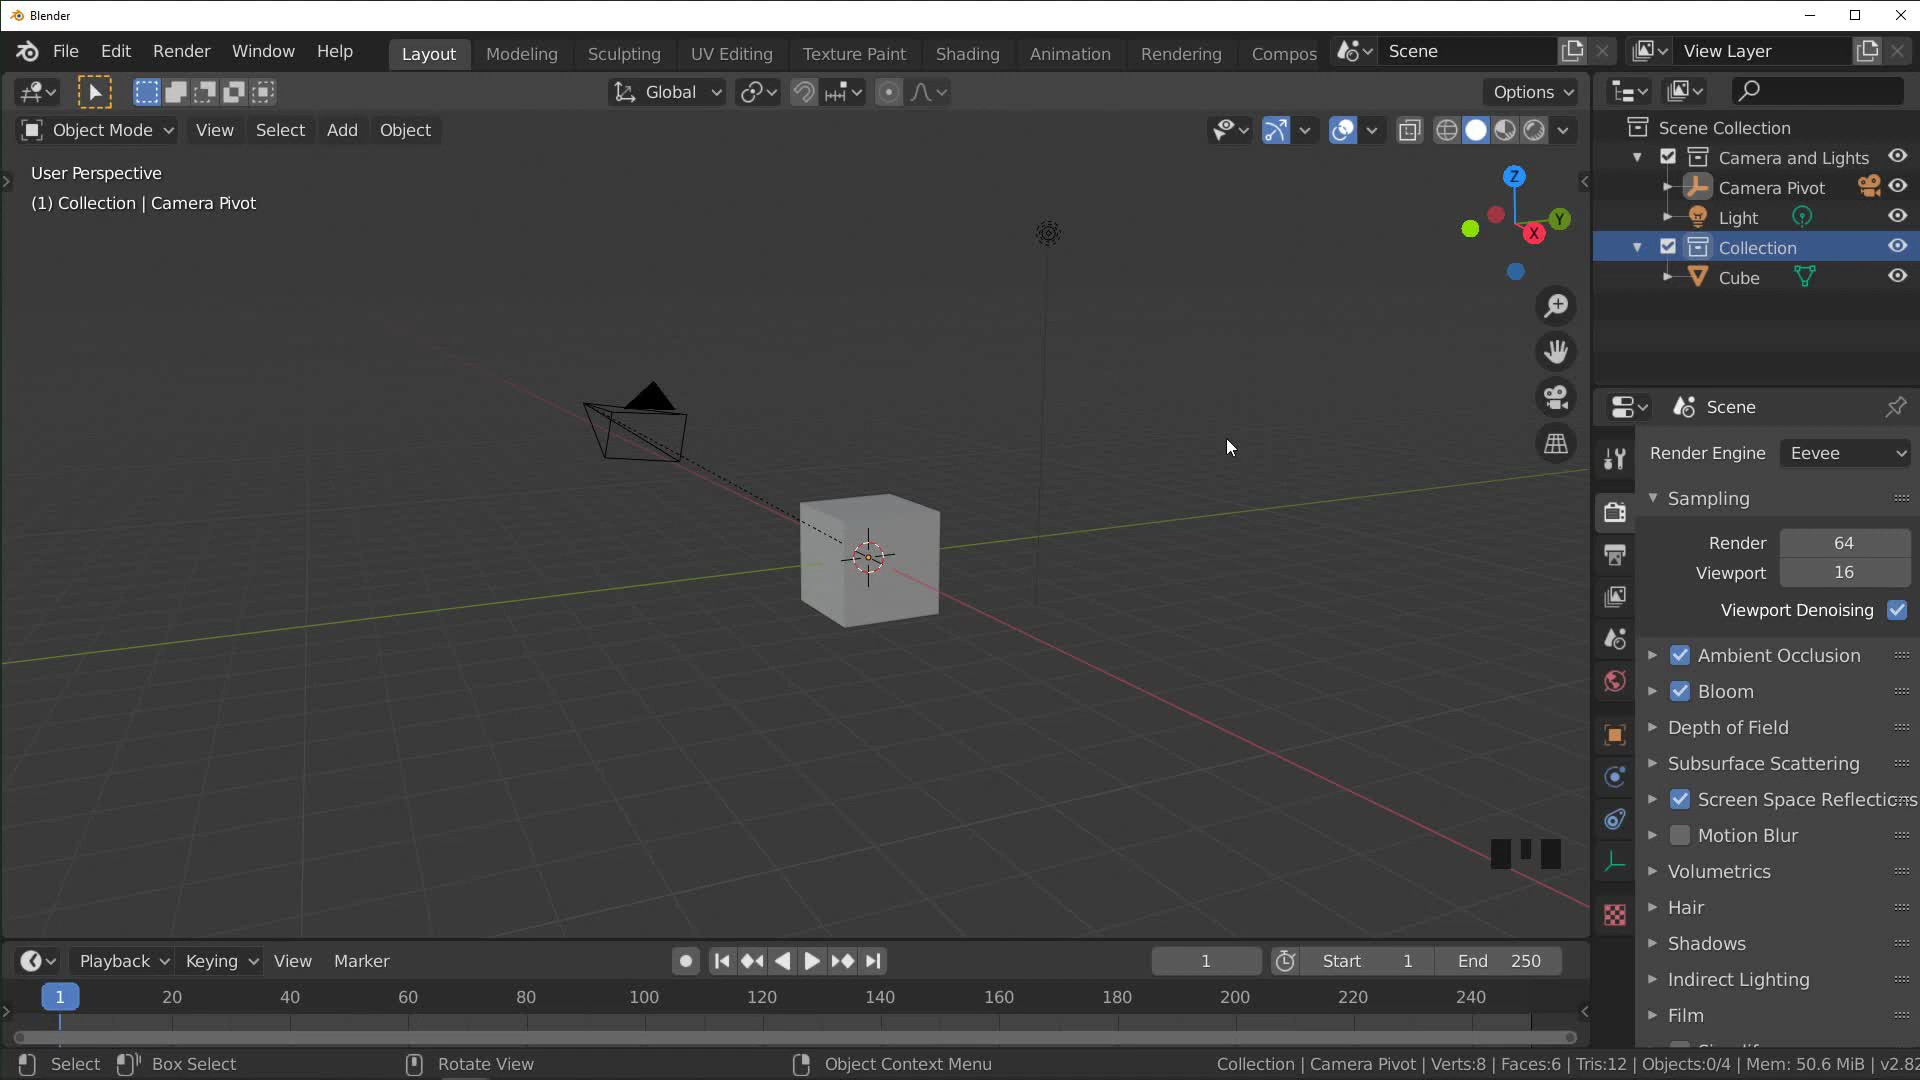 Blender
File Edit Render Window Help Layout Modeling Sculpting UV Editing Texture Paint Shading Animation Rendering Compos Scene View Layer
Global Options
Object Mode View Select Add Object
User Perspective
(1) Collection | Camera Pivot
Z
Y
X
Scene Collection
Camera and Lights
Camera Pivot
Light
Collection
Cube
Scene
Render Engine Eevee
Sampling
Render 64
Viewport 16
Viewport Denoising
Ambient Occlusion
Bloom
Depth of Field
Subsurface Scattering
Screen Space Reflections
Motion Blur
Volumetrics
Hair
Shadows
Indirect Lighting
Film
Playback Keying View Marker 1 Start 1 End 250
1 20 40 60 80 100 120 140 160 180 200 220 240
Select Box Select Rotate View Object Context Menu Collection | Camera Pivot | Verts:8 | Faces:6 | Tris:12 | Objects:0/4 | Mem: 50.6 MiB | v2.82